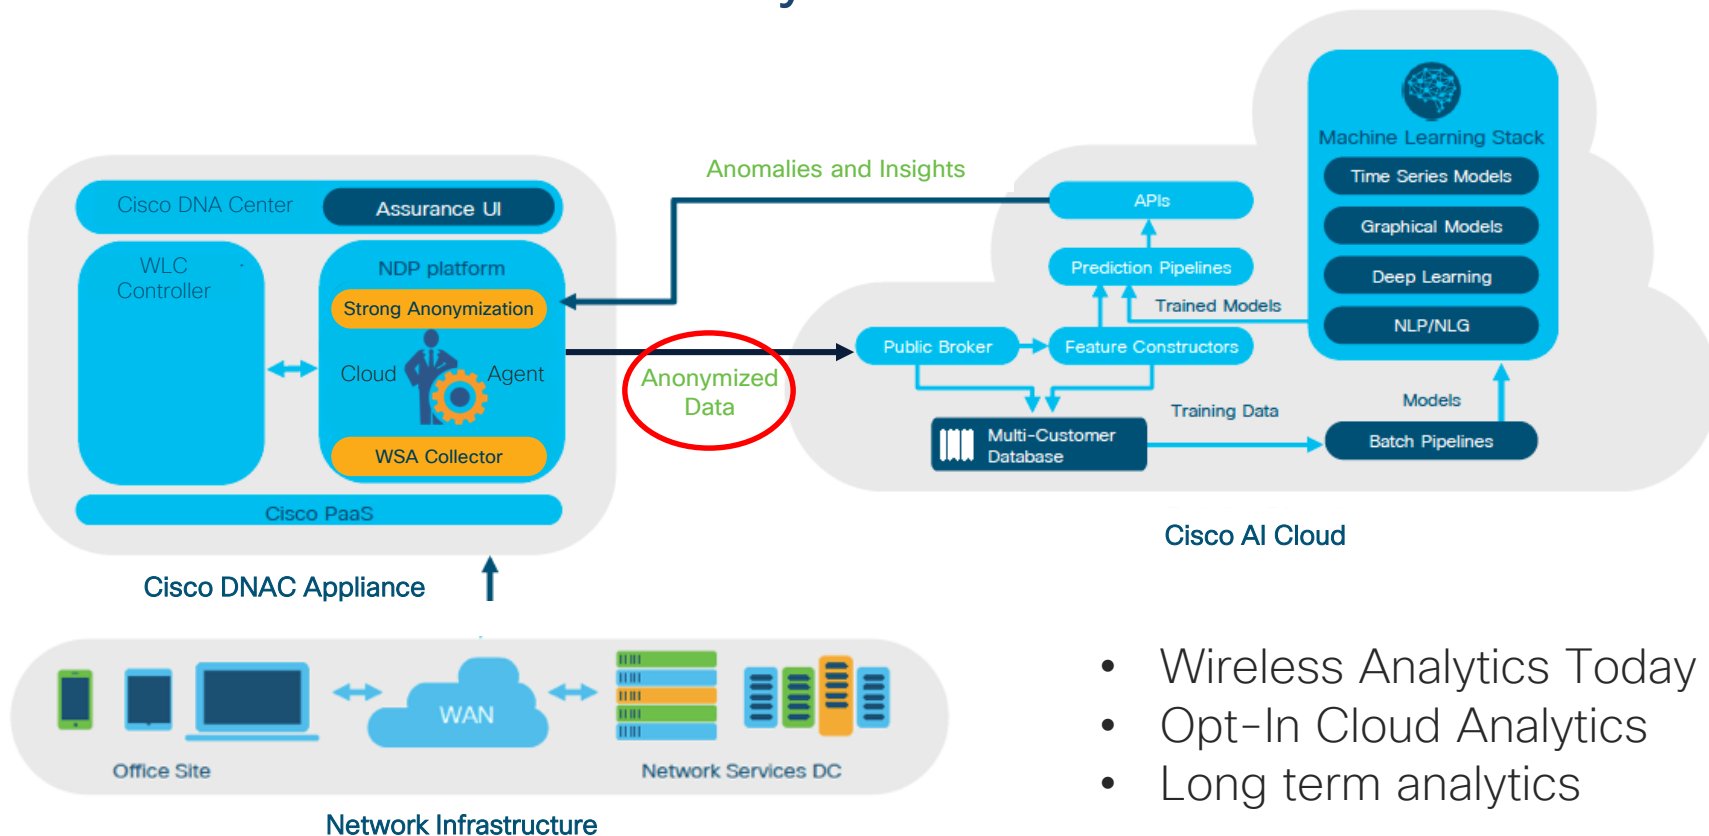 Machine Learning Stack
Time Series Models
Graphical Models
Deep Learning
NLP/NLG
Anomalies and Insights
APIs
Prediction Pipelines
Trained Models
Public Broker
Feature Constructors
Cisco DNA Center
Assurance UI
WLC
Controller
NDP platform
Strong Anonymization
Cloud
Agent
WSA Collector
Cisco PaaS
Anonymized
Data
Multi-Customer
Database
Training Data
Models
Batch Pipelines
Cisco AI Cloud
Cisco DNAC Appliance
WAN
Office Site
Network Services DC
Network Infrastructure
• Wireless Analytics Today
• Opt-In Cloud Analytics
• Long term analytics